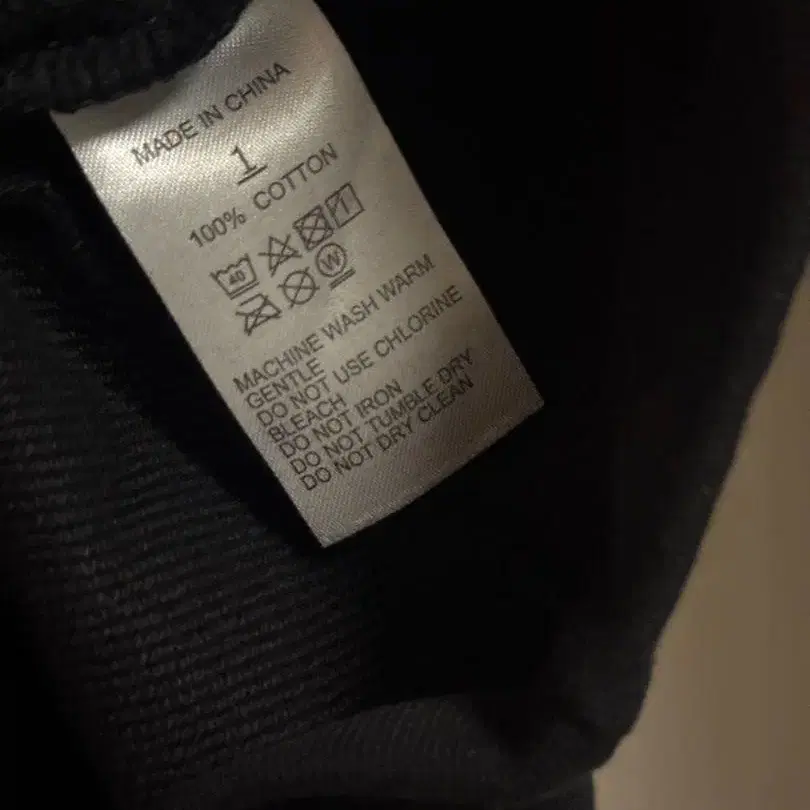 MADE IN CHINA
1
100% COTTON
40
W
MACHINE WASH WARM
GENTLE
DO NOT USE CHLORINE
BLEACH
DO NOT IRON
DO NOT TUMBLE DRY
DO NOT DRY CLEAN